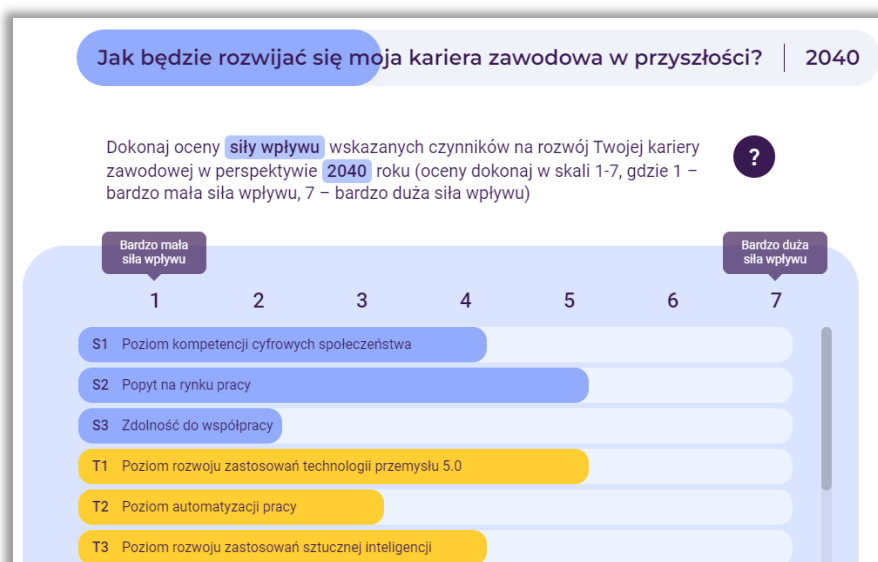 Jak będzie rozwijać się moja kariera zawodowa w przyszłości? | 2040
Dokonaj oceny siły wpływu wskazanych czynników na rozwój Twojej kariery
zawodowej w perspektywie 2040 roku (oceny dokonaj w skali 1-7, gdzie 1 –
bardzo mała siła wpływu, 7 – bardzo duża siła wpływu)
?
Bardzo mała
siła wpływu
Bardzo duża
siła wpływu
1 2 3 4 5 6 7
S1 Poziom kompetencji cyfrowych społeczeństwa
S2 Popyt na rynku pracy
S3 Zdolność do współpracy
T1 Poziom rozwoju zastosowań technologii przemysłu 5.0
T2 Poziom automatyzacji pracy
T3 Poziom rozwoju zastosowań sztucznej inteligencji